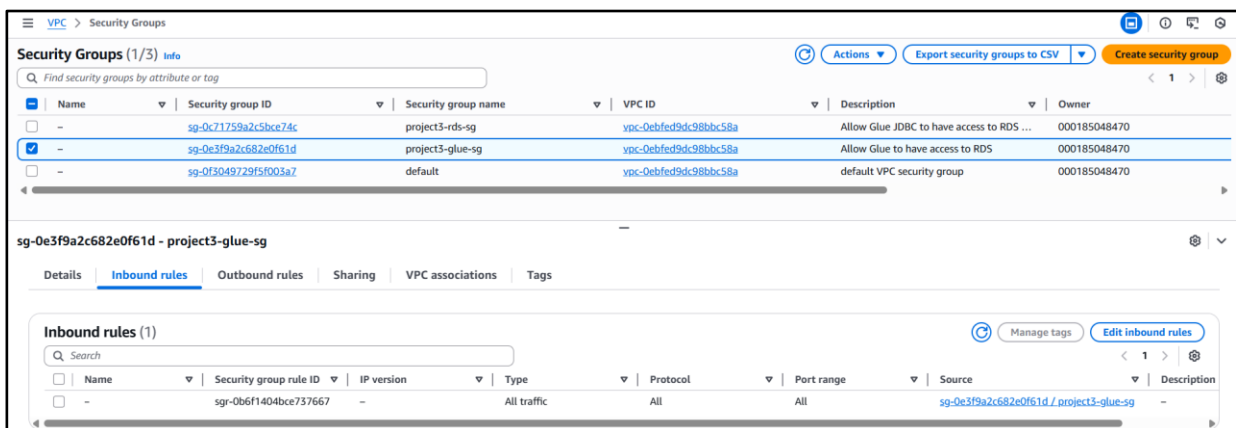 VPC > Security Groups
Security Groups (1/3) Info
Actions
Export security groups to CSV
Create security group
Find security groups by attribute or tag
1
Name Security group ID Security group name VPC ID Description Owner
– sg-0c71759a2c5bce74c project3-rds-sg vpc-0ebfed9dc98bbc58a Allow Glue JDBC to have access to RDS ... 000185048470
– sg-0e3f9a2c682e0f61d project3-glue-sg vpc-0ebfed9dc98bbc58a Allow Glue to have access to RDS 000185048470
– sg-0f3049729f5f003a7 default vpc-0ebfed9dc98bbc58a default VPC security group 000185048470
sg-0e3f9a2c682e0f61d - project3-glue-sg
Details Inbound rules Outbound rules Sharing VPC associations Tags
Inbound rules (1)
Manage tags
Edit inbound rules
Search
1
Name Security group rule ID IP version Type Protocol Port range Source Description
– sgr-0b6f1404bce737667 – All traffic All All sg-0e3f9a2c682e0f61d / project3-glue-sg –